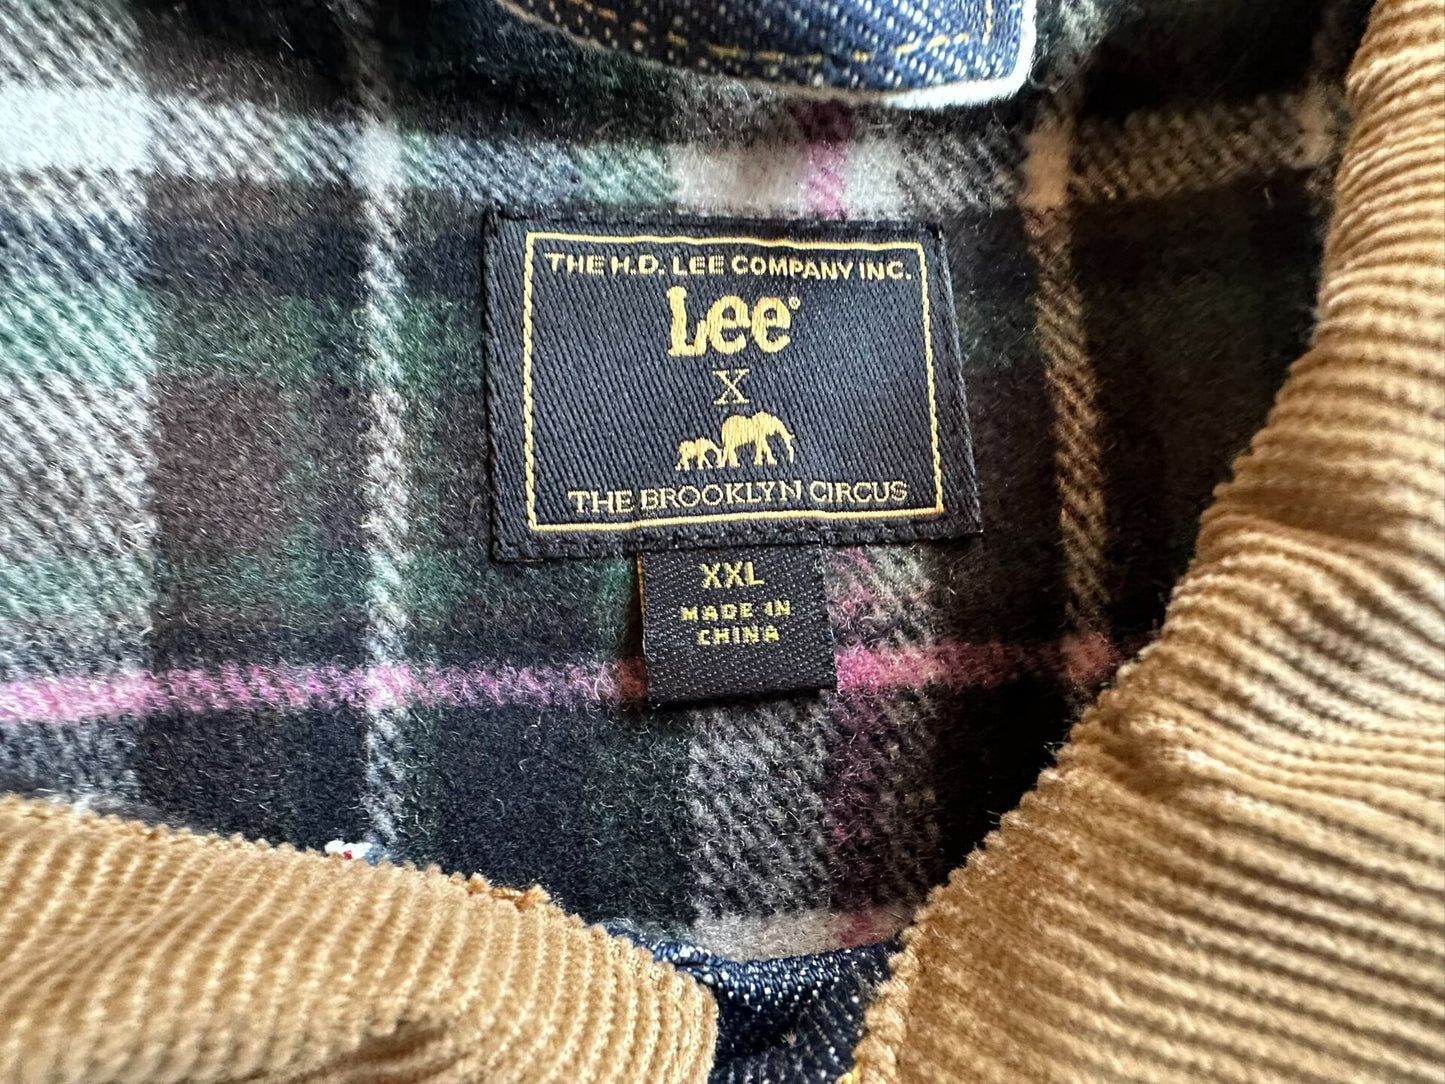 THE H.D. LEE COMPANY INC.
Lee®
X
THE BROOKLYN CIRCUS
XXL
MADE IN
CHINA